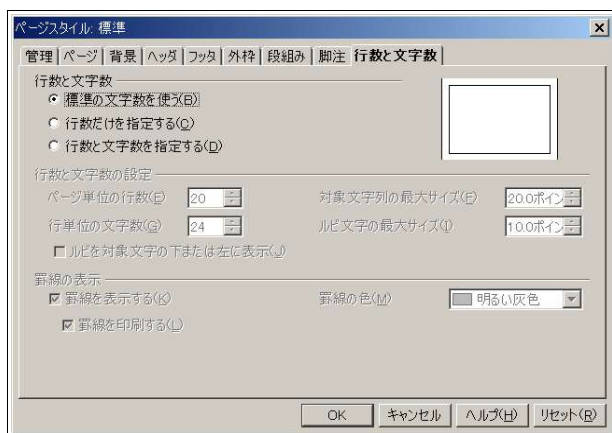 ページスタイル: 標準
管理 ページ 背景 ヘッダ フッタ 外枠 段組み 脚注 行数と文字数
行数と文字数
標準の文字数を使う(B)
行数だけを指定する(C)
行数と文字数を指定する(D)
行数と文字数の設定
ページ単位の行数(E) 20 対象文字列の最大サイズ(F) 20.0ポイン
行単位の文字数(G) 24 ルビ文字の最大サイズ(I) 10.0ポイン
ルビを対象文字の下または左に表示(J)
罫線の表示
罫線を表示する(K) 罫線の色(M) 明るい灰色
罫線を印刷する(L)
OK キャンセル ヘルプ(H) リセット(R)